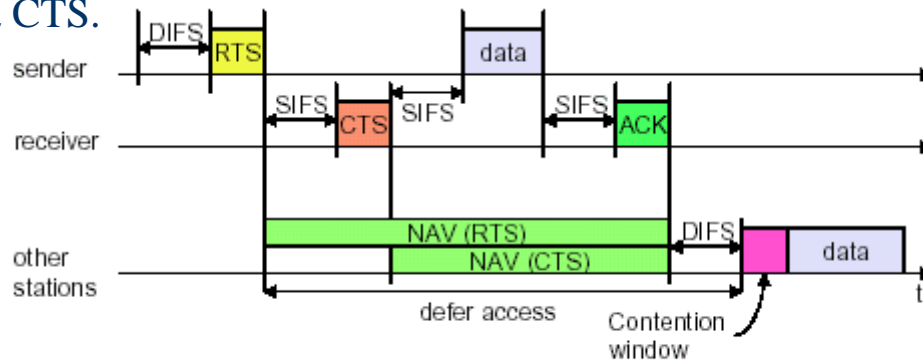 CTS.
DIFS
RTS
data
sender
SIFS
CTS
SIFS
SIFS
ACK
receiver
NAV (RTS)
DIFS
NAV (CTS)
data
other
stations
t
defer access
Contention
window